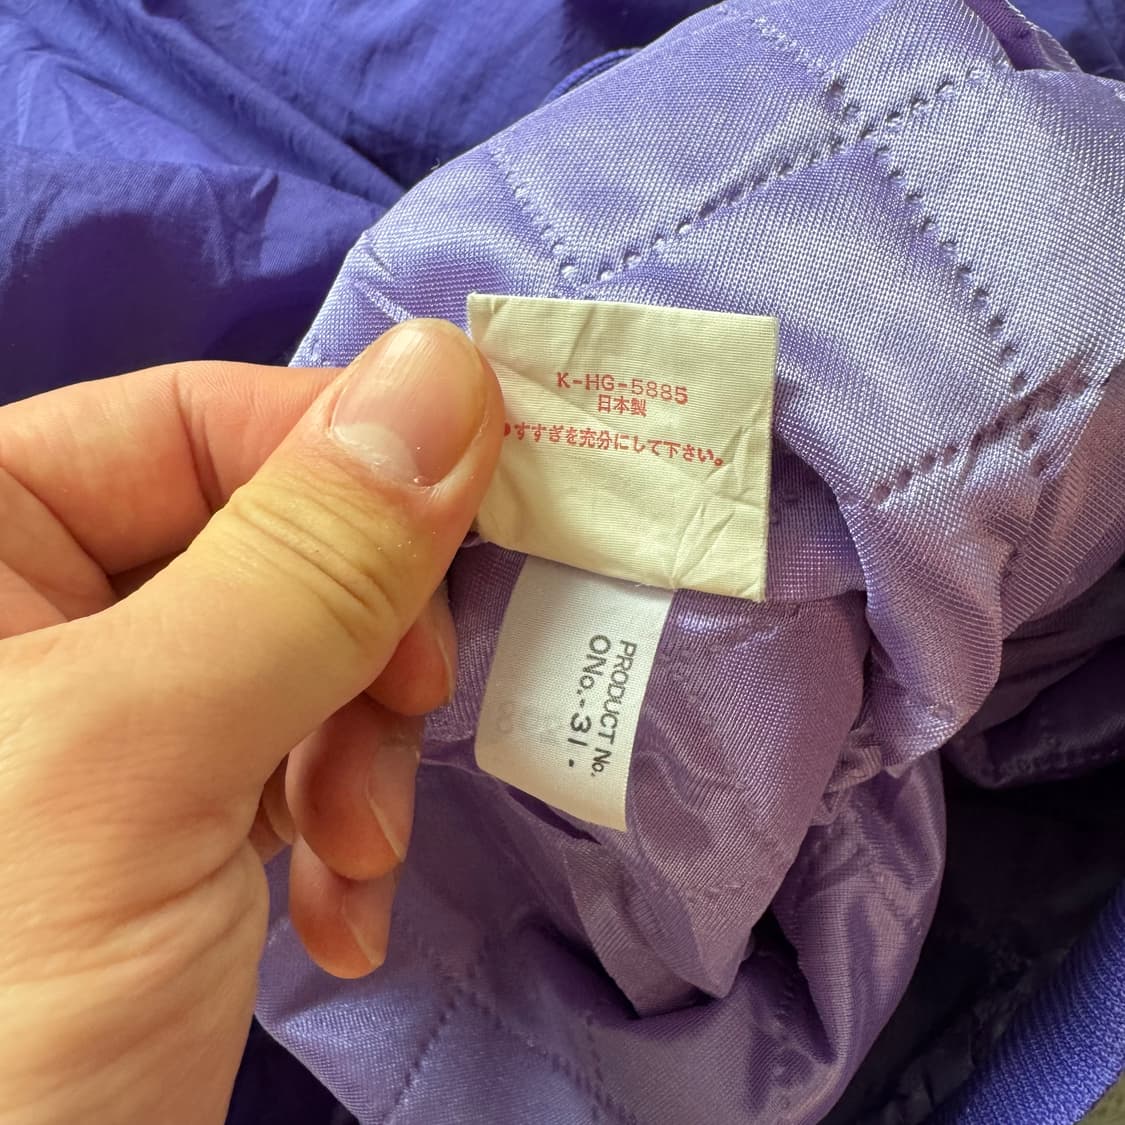 K-HG-5885
日本製
●すすぎを充分にして下さい。
PRODUCT No.
ONo.-31.